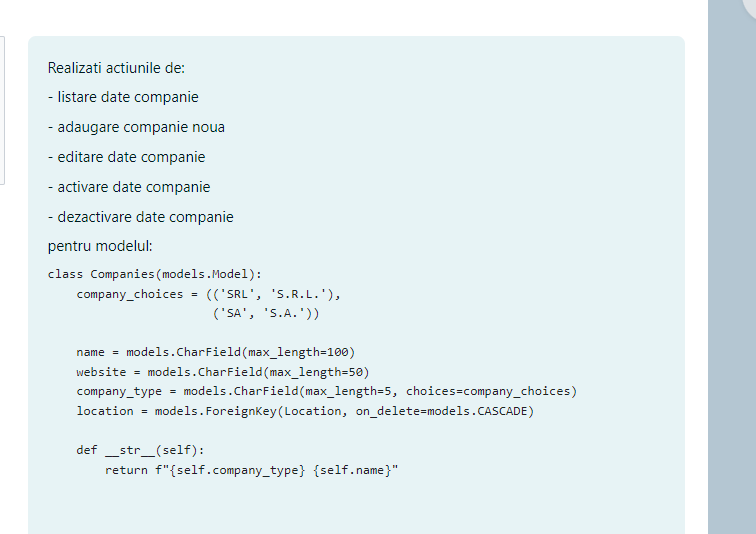 Realizati actiunile de:
- listare date companie
- adaugare companie noua
- editare date companie
- activare date companie
- dezactivare date companie
pentru modelul:
class Companies(models.Model):
    company_choices = (('SRL', 'S.R.L.'),
                       ('SA', 'S.A.'))
    name = models.CharField(max_length=100)
    website = models.CharField(max_length=50)
    company_type = models.CharField(max_length=5, choices=company_choices)
    location = models.ForeignKey(Location, on_delete=models.CASCADE)
    def __str__(self):
        return f"{self.company_type} {self.name}"